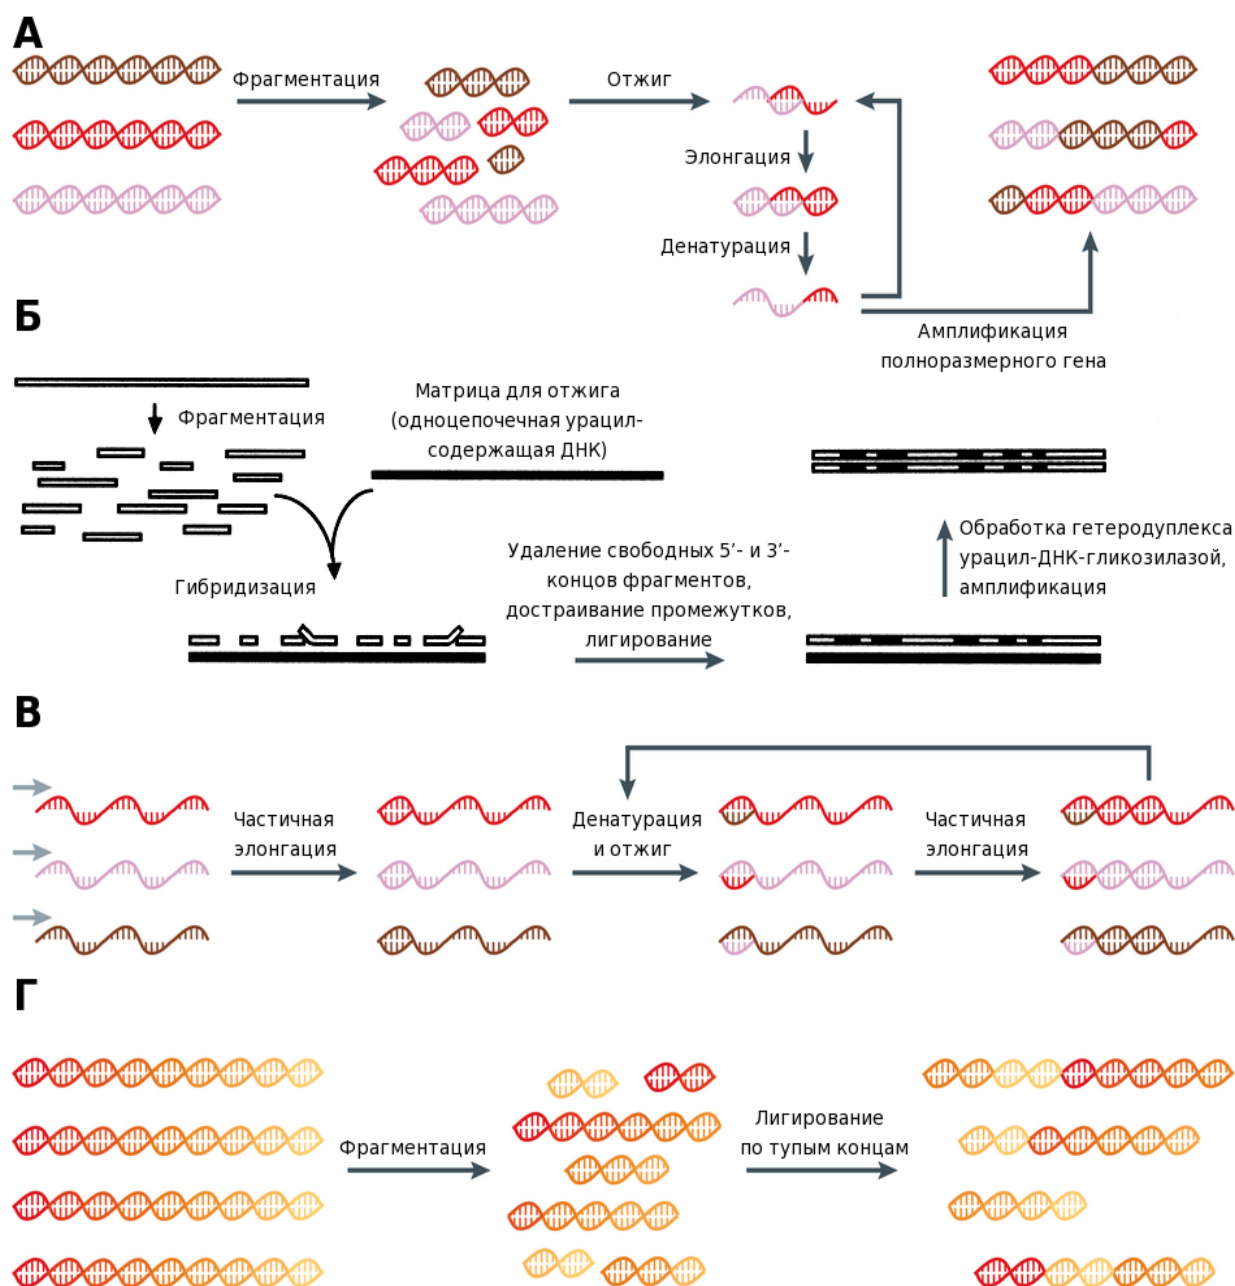 А
Фрагментация
Отжиг
Элонгация
Денатурация
Амплификация
полноразмерного гена
Б
Фрагментация
Матрица для отжига
(одноцепочечная урацил-
содержащая ДНК)
Гибридизация
Удаление свободных 5’- и 3’-
концов фрагментов,
достраивание промежутков,
лигирование
Обработка гетеродуплекса
урацил-ДНК-гликозилазой,
амплификация
В
Частичная
элонгация
Денатурация
и отжиг
Частичная
элонгация
Г
Фрагментация
Лигирование
по тупым концам